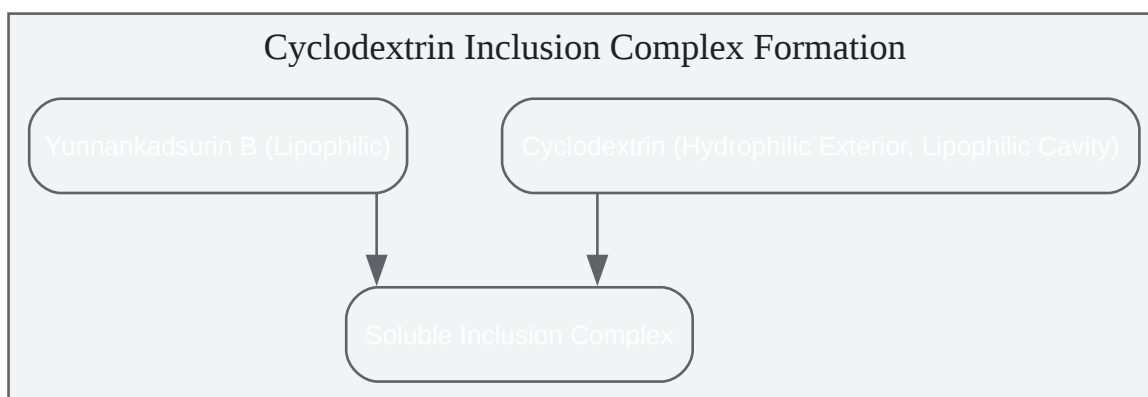 Cyclodextrin Inclusion Complex Formation
Yunnankadsurin B (Lipophilic)
Cyclodextrin (Hydrophilic Exterior, Lipophilic Cavity)
Soluble Inclusion Complex